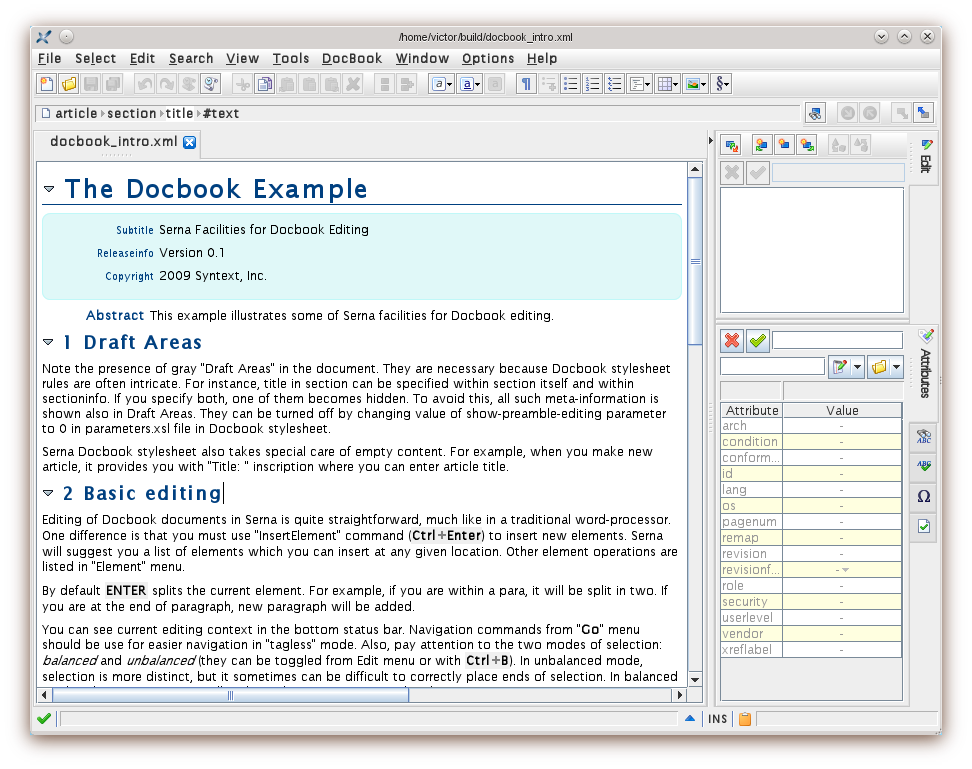 /home/victor/build/docbook_intro.xml
File Select Edit Search View Tools DocBook Window Options Help
article section title #text
docbook_intro.xml
The Docbook Example
Subtitle Serna Facilities for Docbook Editing
Releaseinfo Version 0.1
Copyright 2009 Syntext, Inc.
Abstract This example illustrates some of Serna facilities for Docbook editing.
1 Draft Areas
Note the presence of gray "Draft Areas" in the document. They are necessary because Docbook stylesheet
rules are often intricate. For instance, title in section can be specified within section itself and within
sectioninfo. If you specify both, one of them becomes hidden. To avoid this, all such meta-information is
shown also in Draft Areas. They can be turned off by changing value of show-preamble-editing parameter
to 0 in parameters.xsl file in Docbook stylesheet.
Serna Docbook stylesheet also takes special care of empty content. For example, when you make new
article, it provides you with "Title: " inscription where you can enter article title.
2 Basic editing
Editing of Docbook documents in Serna is quite straightforward, much like in a traditional word-processor.
One difference is that you must use "InsertElement" command (Ctrl+Enter) to insert new elements. Serna
will suggest you a list of elements which you can insert at any given location. Other element operations are
listed in "Element" menu.
By default ENTER splits the current element. For example, if you are within a para, it will be split in two. If
you are at the end of paragraph, new paragraph will be added.
You can see current editing context in the bottom status bar. Navigation commands from "Go" menu
should be use for easier navigation in "tagless" mode. Also, pay attention to the two modes of selection:
balanced and unbalanced (they can be toggled from Edit menu or with Ctrl+B). In unbalanced mode,
selection is more distinct, but it sometimes can be difficult to correctly place ends of selection. In balanced
Edit
Attributes
ABC
ABC
Ω
Attribute Value
arch -
condition -
conform... -
id -
lang -
os -
pagenum -
remap -
revision -
revisionf... -
role -
security -
userlevel -
vendor -
xreflabel -
INS